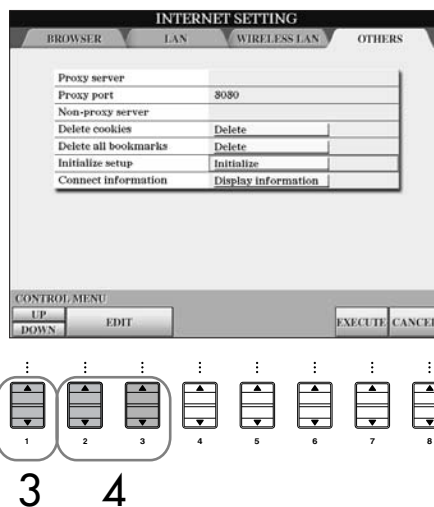 INTERNET SETTING
BROWSER LAN WIRELESS LAN OTHERS
Proxy server
Proxy port 8080
Non-proxy server
Delete cookies Delete
Delete all bookmarks Delete
Initialize setup Initialize
Connect information Display information
CONTROL MENU
UP
DOWN EDIT EXECUTE CANCEL
1 2 3 4 5 6 7 8
3 4